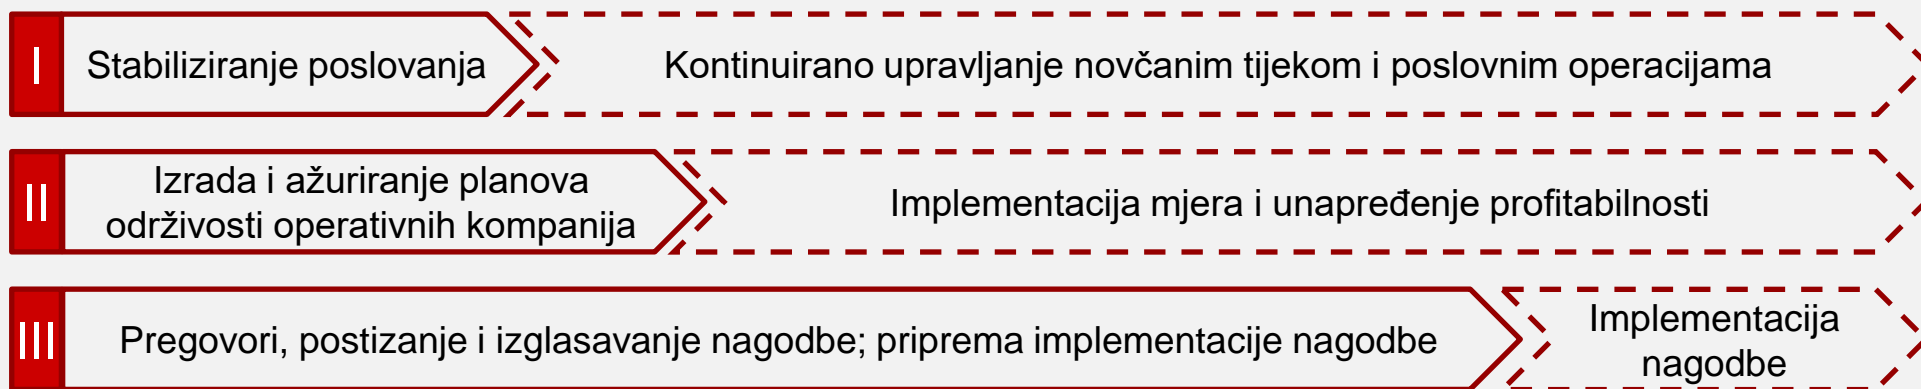 I
Stabiliziranje poslovanja
Kontinuirano upravljanje novčanim tijekom i poslovnim operacijama
II
Izrada i ažuriranje planova
održivosti operativnih kompanija
Implementacija mjera i unapređenje profitabilnosti
III
Pregovori, postizanje i izglasavanje nagodbe; priprema implementacije nagodbe
Implementacija
nagodbe